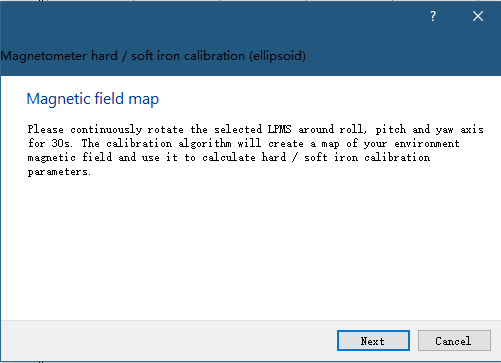 ?
Magnetometer hard / soft iron calibration (ellipsoid)
Magnetic field map
Please continuously rotate the selected LPMS around roll, pitch and yaw axis
for 30s. The calibration algorithm will create a map of your environment
magnetic field and use it to calculate hard / soft iron calibration
parameters.
Next
Cancel